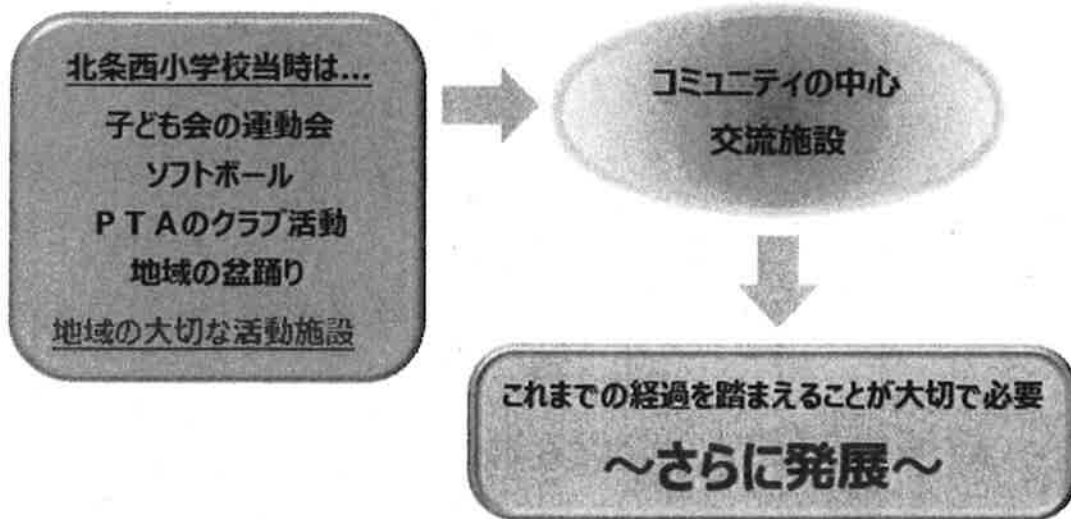 北条西小学校当時は...
子ども会の運動会
ソフトボール
ＰＴＡのクラブ活動
地域の盆踊り
地域の大切な活動施設
コミュニティの中心
交流施設
これまでの経過を踏まえることが大切で必要
～さらに発展～